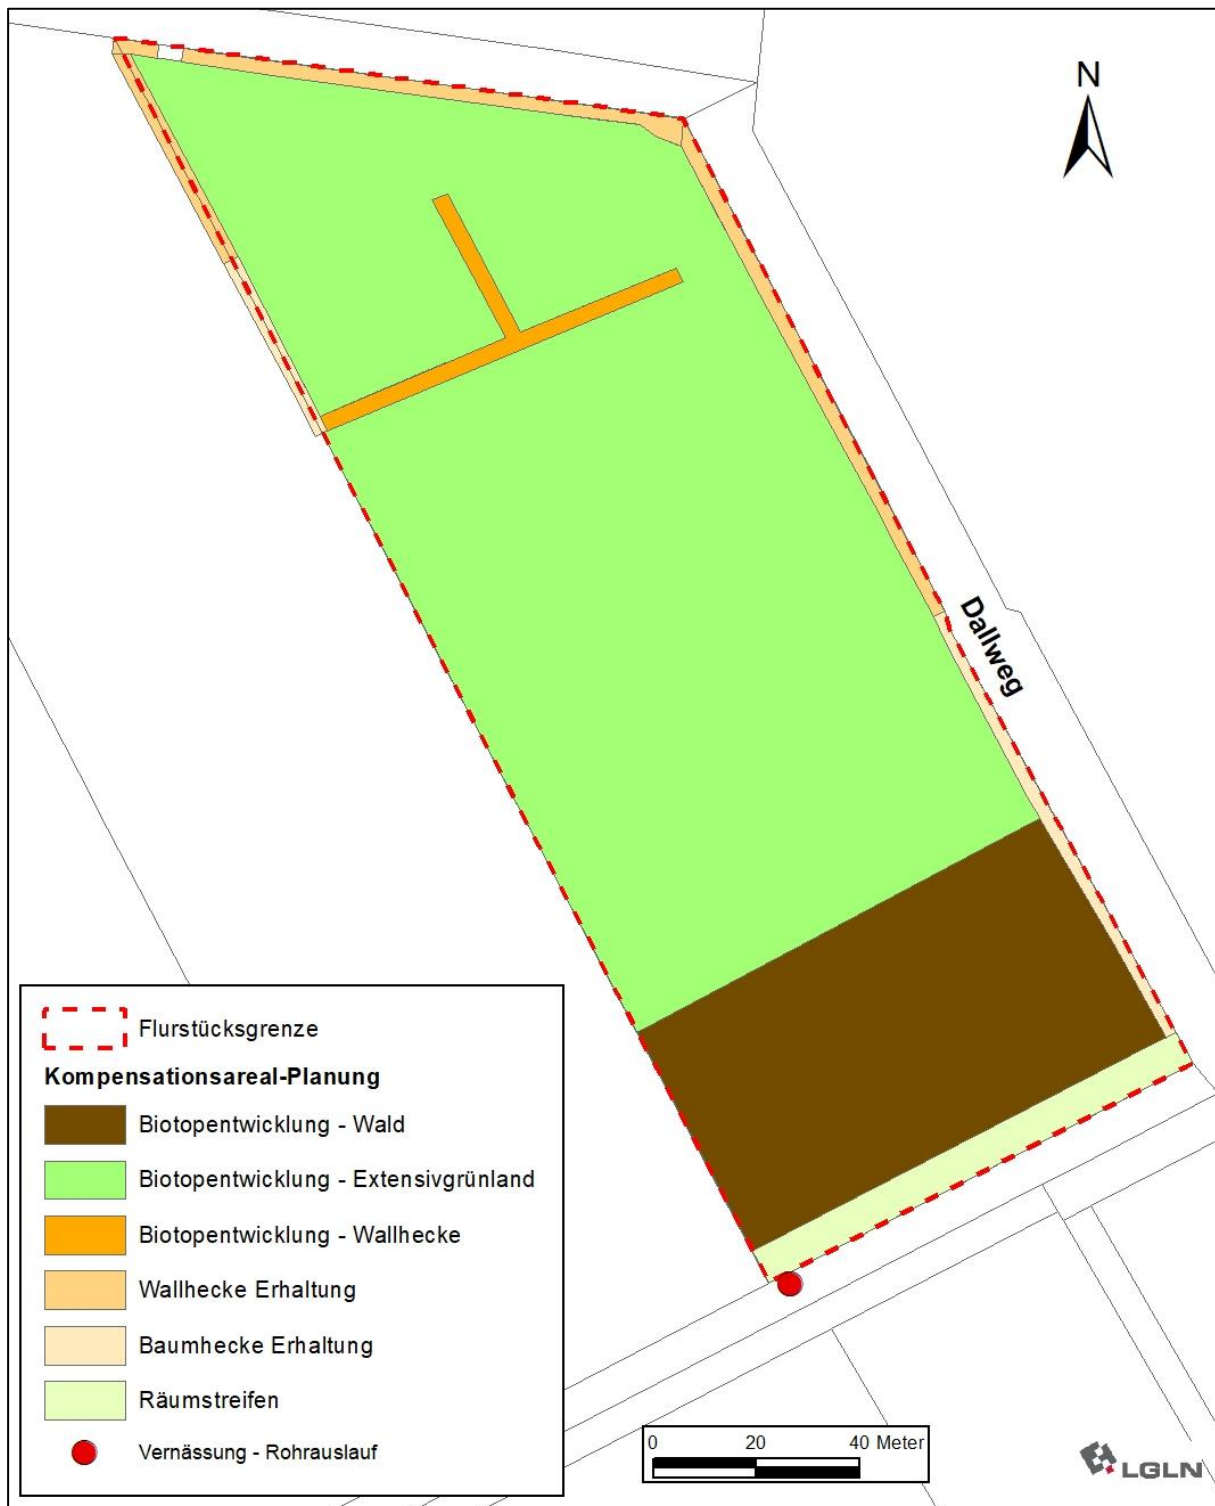 N
Dallweg
Flurstücksgrenze
Kompensationsareal-Planung
Biotopentwicklung - Wald
Biotopentwicklung - Extensivgrünland
Biotopentwicklung - Wallhecke
Wallhecke Erhaltung
Baumhecke Erhaltung
Räumstreifen
Vernässung - Rohrauslauf
0 20 40 Meter
LGLN